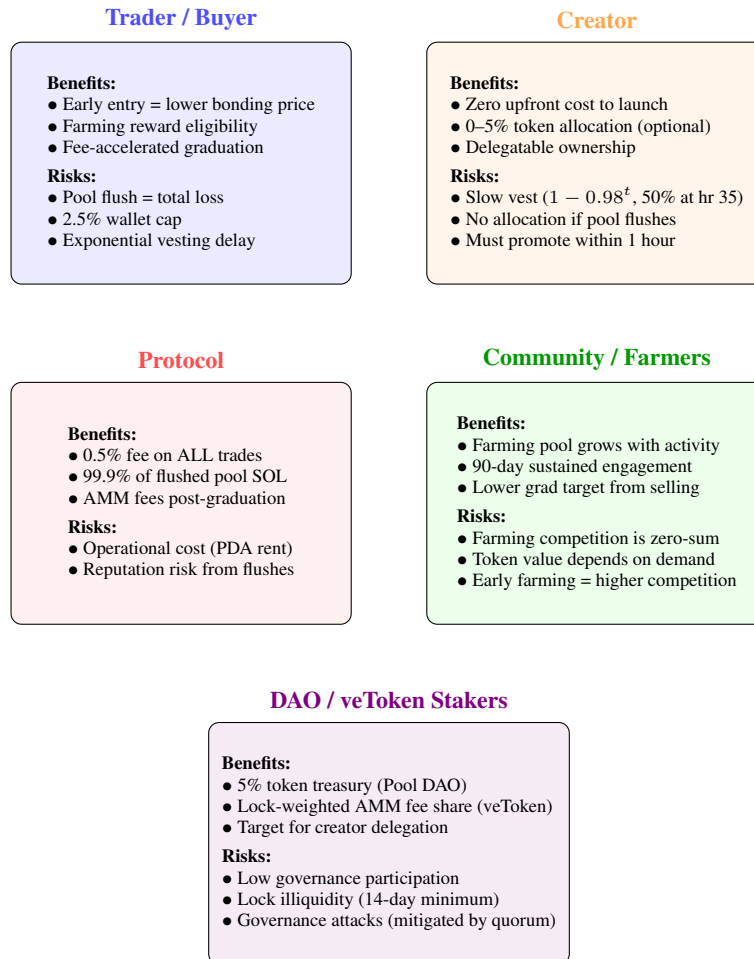 Trader / Buyer
Benefits:
● Early entry = lower bonding price
● Farming reward eligibility
● Fee-accelerated graduation
Risks:
● Pool flush = total loss
● 2.5% wallet cap
● Exponential vesting delay
Creator
Benefits:
● Zero upfront cost to launch
● 0–5% token allocation (optional)
● Delegatable ownership
Risks:
● Slow vest (1 − 0.98^t, 50% at hr 35)
● No allocation if pool flushes
● Must promote within 1 hour
Protocol
Benefits:
● 0.5% fee on ALL trades
● 99.9% of flushed pool SOL
● AMM fees post-graduation
Risks:
● Operational cost (PDA rent)
● Reputation risk from flushes
Community / Farmers
Benefits:
● Farming pool grows with activity
● 90-day sustained engagement
● Lower grad target from selling
Risks:
● Farming competition is zero-sum
● Token value depends on demand
● Early farming = higher competition
DAO / veToken Stakers
Benefits:
● 5% token treasury (Pool DAO)
● Lock-weighted AMM fee share (veToken)
● Target for creator delegation
Risks:
● Low governance participation
● Lock illiquidity (14-day minimum)
● Governance attacks (mitigated by quorum)